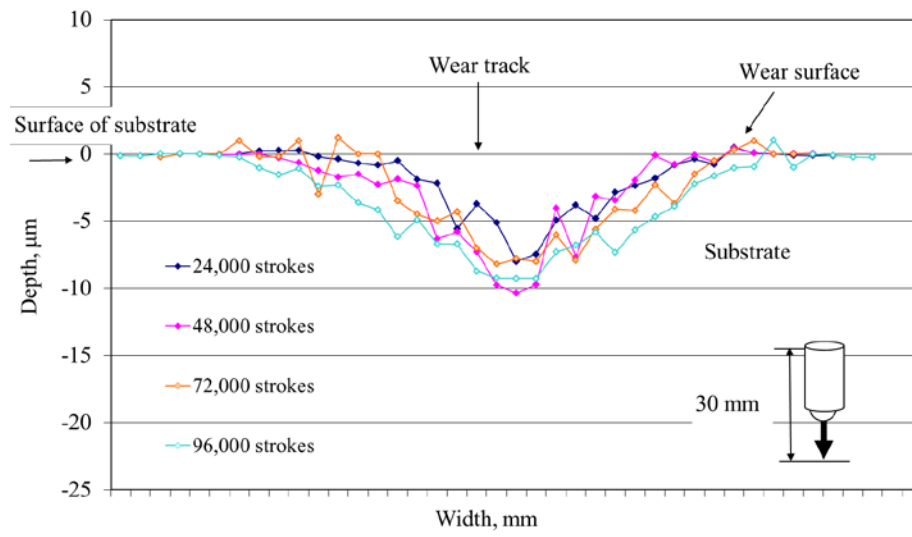 10
5
0
-5
-10
-15
-20
-25
Depth, µm
Width, mm
Surface of substrate
Wear track
Wear surface
Substrate
24,000 strokes
48,000 strokes
72,000 strokes
96,000 strokes
30 mm